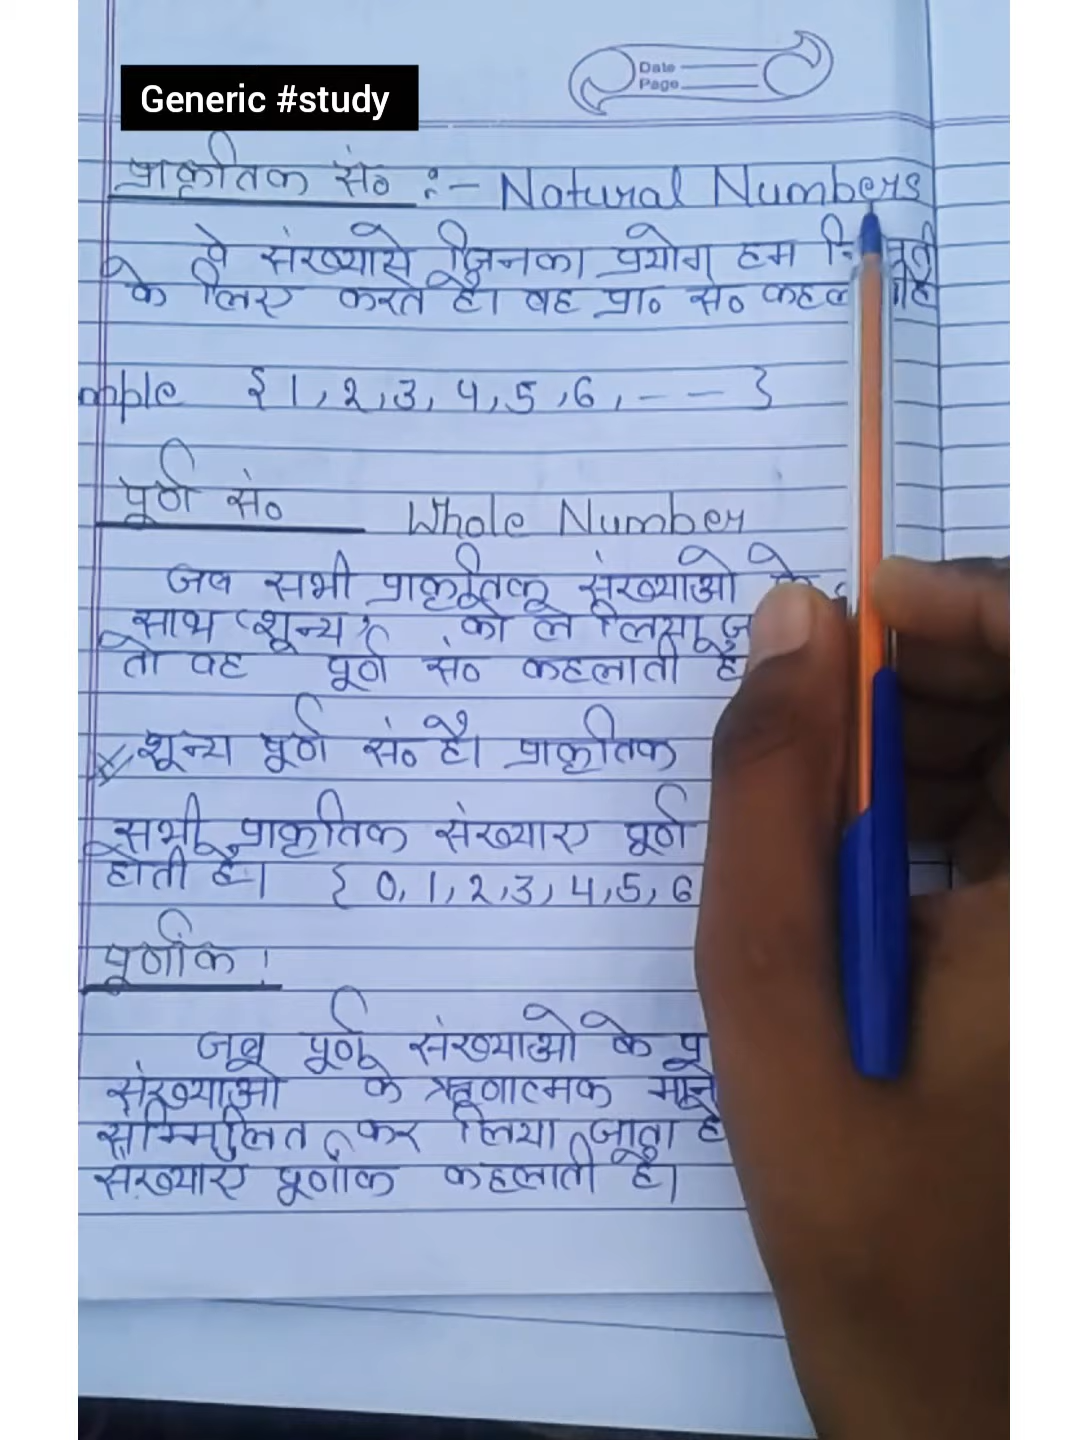 Generic #study
Date
Page
प्राकृतिक सं० :- Natural Numbers
वे संख्याये जिनका प्रयोग हम
के लिए करते है। वह प्रा० सं०
{ 1, 2, 3, 4, 5, 6, - - }
पूर्ण सं० Whole Number
जब सभी प्राकृतिक संख्याओ के
साथ "शून्य" को ले लिया
तो वह पूर्ण सं० कहलाती
शून्य पूर्ण सं० है। प्राकृतिक
सभी प्राकृतिक संख्याए पूर्ण
होती है। { 0, 1, 2, 3, 4, 5, 6
पूर्णांक :
जब पूर्ण संख्याओ के
संख्याओ के ऋणात्मक
सम्मिलित कर लिया जाता
संख्याए पूर्णांक कहलाती है।